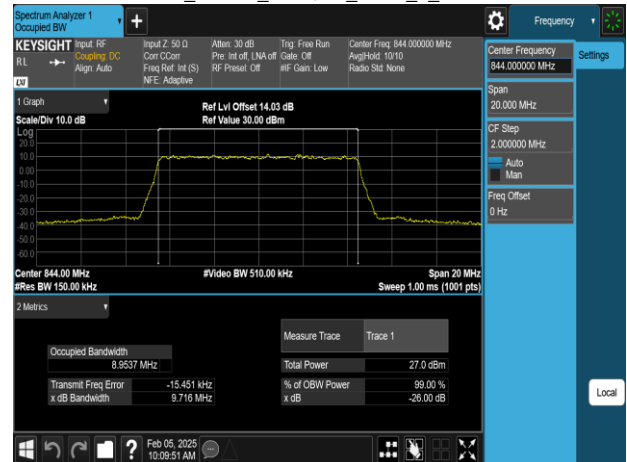 Spectrum Analyzer 1
Occupied BW
Frequency
KEYSIGHT
RL
LXI
Input: RF
Coupling: DC
Align: Auto
Input Z: 50 Ω
Corr CCorr
Freq Ref: Int (S)
NFE: Adaptive
Atten: 30 dB
Pre: Int off, LNA off
RF Presel: Off
Trig: Free Run
Gate: Off
#IF Gain: Low
Center Freq: 844.000000 MHz
Avg|Hold: 10/10
Radio Std: None
Center Frequency
844.000000 MHz
Settings
Span
20.000 MHz
CF Step
2.000000 MHz
Auto
Man
Freq Offset
0 Hz
Local
1 Graph
Scale/Div 10.0 dB
Ref Lvl Offset 14.03 dB
Ref Value 30.00 dBm
Log
20.0
10.0
0.00
-10.0
-20.0
-30.0
-40.0
-50.0
-60.0
Center 844.00 MHz
#Video BW 510.00 kHz
Span 20 MHz
#Res BW 150.00 kHz
Sweep 1.00 ms (1001 pts)
2 Metrics
Measure Trace Trace 1
Occupied Bandwidth
8.9537 MHz
Total Power 27.0 dBm
Transmit Freq Error -15.451 kHz
% of OBW Power 99.00 %
x dB Bandwidth 9.716 MHz
x dB -26.00 dB
?
Feb 05, 2025
10:09:51 AM